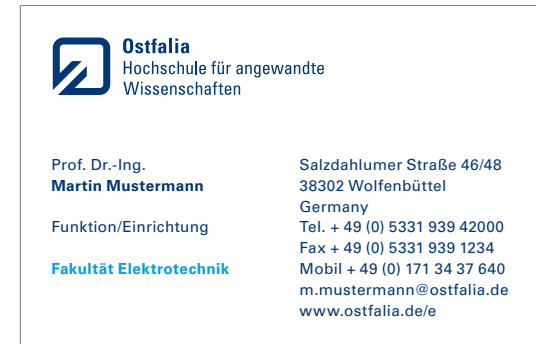 Ostfalia
Hochschule für angewandte
Wissenschaften
Prof. Dr.-Ing.
Martin Mustermann
Funktion/Einrichtung
Fakultät Elektrotechnik
Salzdahlumer Straße 46/48
38302 Wolfenbüttel
Germany
Tel. + 49 (0) 5331 939 42000
Fax + 49 (0) 5331 939 1234
Mobil + 49 (0) 171 34 37 640
m.mustermann@ostfalia.de
www.ostfalia.de/e